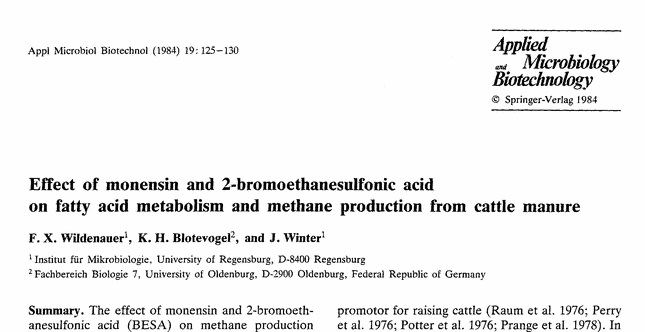 Appl Microbiol Biotechnol (1984) 19:125–130
Applied
and Microbiology
Biotechnology
© Springer-Verlag 1984
Effect of monensin and 2-bromoethanesulfonic acid
on fatty acid metabolism and methane production from cattle manure
F. X. Wildenauer¹, K. H. Blotevogel², and J. Winter¹
¹ Institut für Mikrobiologie, University of Regensburg, D-8400 Regensburg
² Fachbereich Biologie 7, University of Oldenburg, D-2900 Oldenburg, Federal Republic of Germany
Summary. The effect of monensin and 2-bromoeth-
anesulfonic acid (BESA) on methane production
promotor for raising cattle (Raum et al. 1976; Perry
et al. 1976; Potter et al. 1976; Prange et al. 1978). In